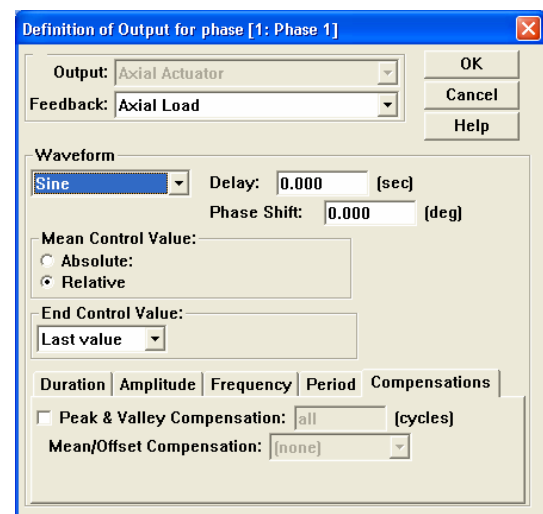 Definition of Output for phase [1: Phase 1]
Output: Axial Actuator
Feedback: Axial Load
OK
Cancel
Help
Waveform
Sine Delay: 0.000 (sec)
Phase Shift: 0.000 (deg)
Mean Control Value:
Absolute:
Relative
End Control Value:
Last value
Duration Amplitude Frequency Period Compensations
Peak & Valley Compensation: all (cycles)
Mean/Offset Compensation: (none)